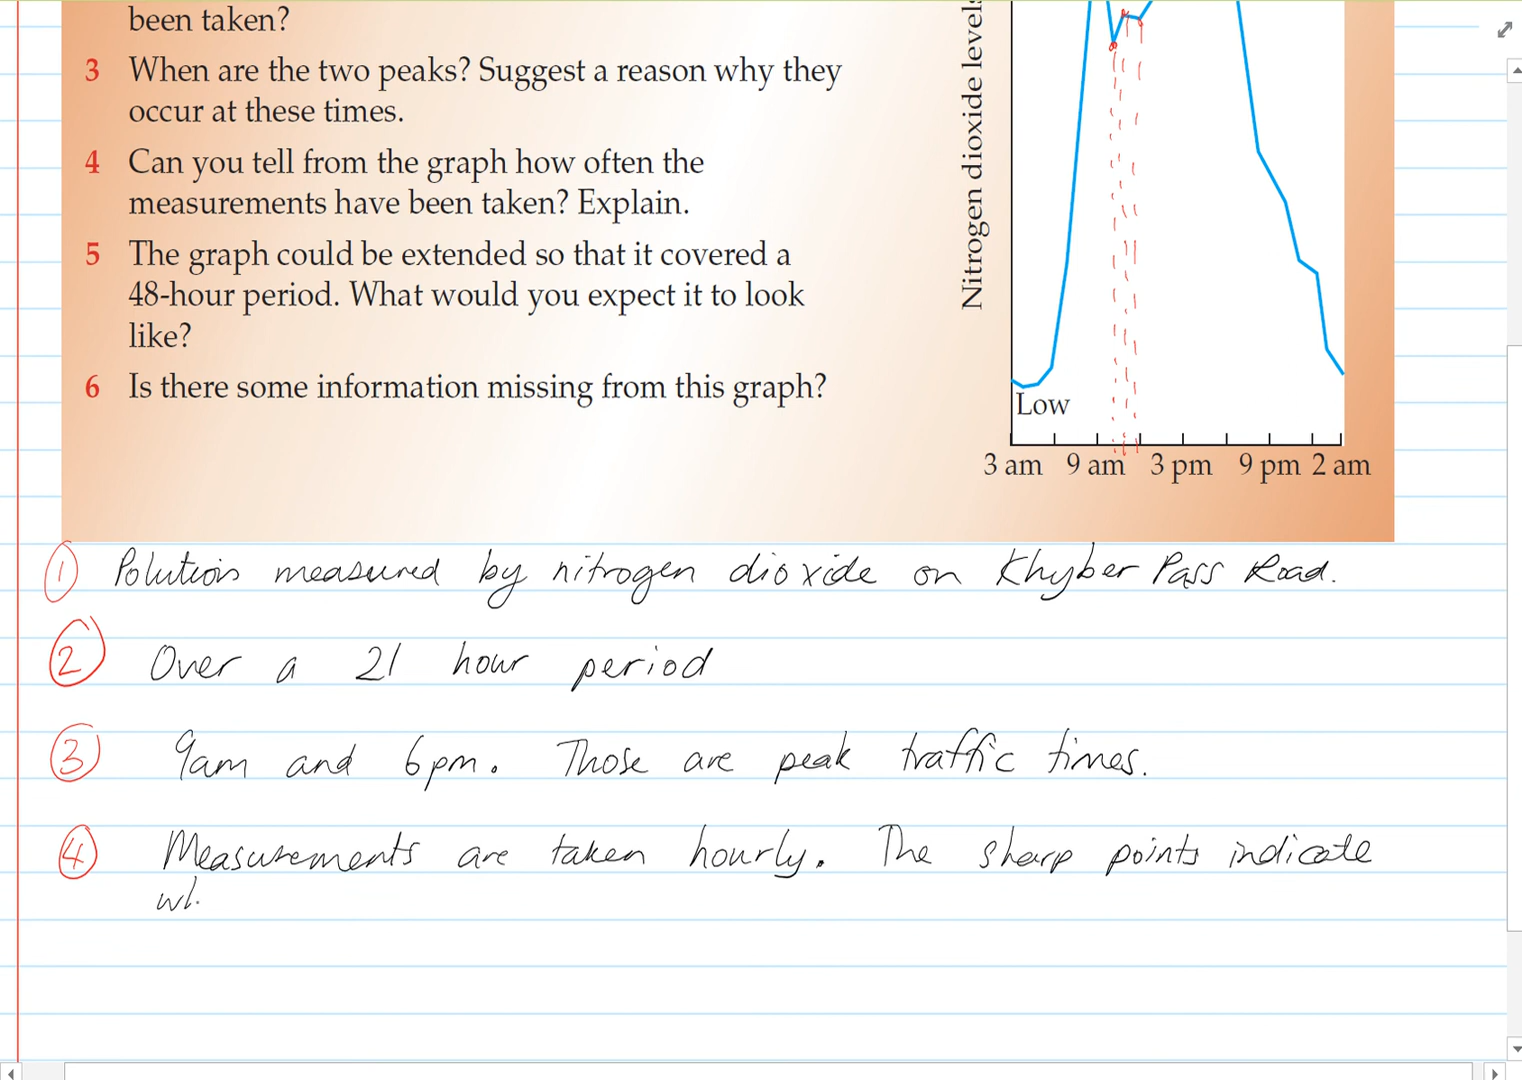 been taken?
3 When are the two peaks? Suggest a reason why they
occur at these times.
4 Can you tell from the graph how often the
measurements have been taken? Explain.
5 The graph could be extended so that it covered a
48-hour period. What would you expect it to look
like?
6 Is there some information missing from this graph?
Nitrogen dioxide levels
Low
3 am 9 am 3 pm 9 pm 2 am
1 Polution measured by nitrogen dioxide on Khyber Pass Road.
2 Over a 21 hour period
3 9am and 6pm. Those are peak traffic times.
4 Measurements are taken hourly. The sharp points indicate